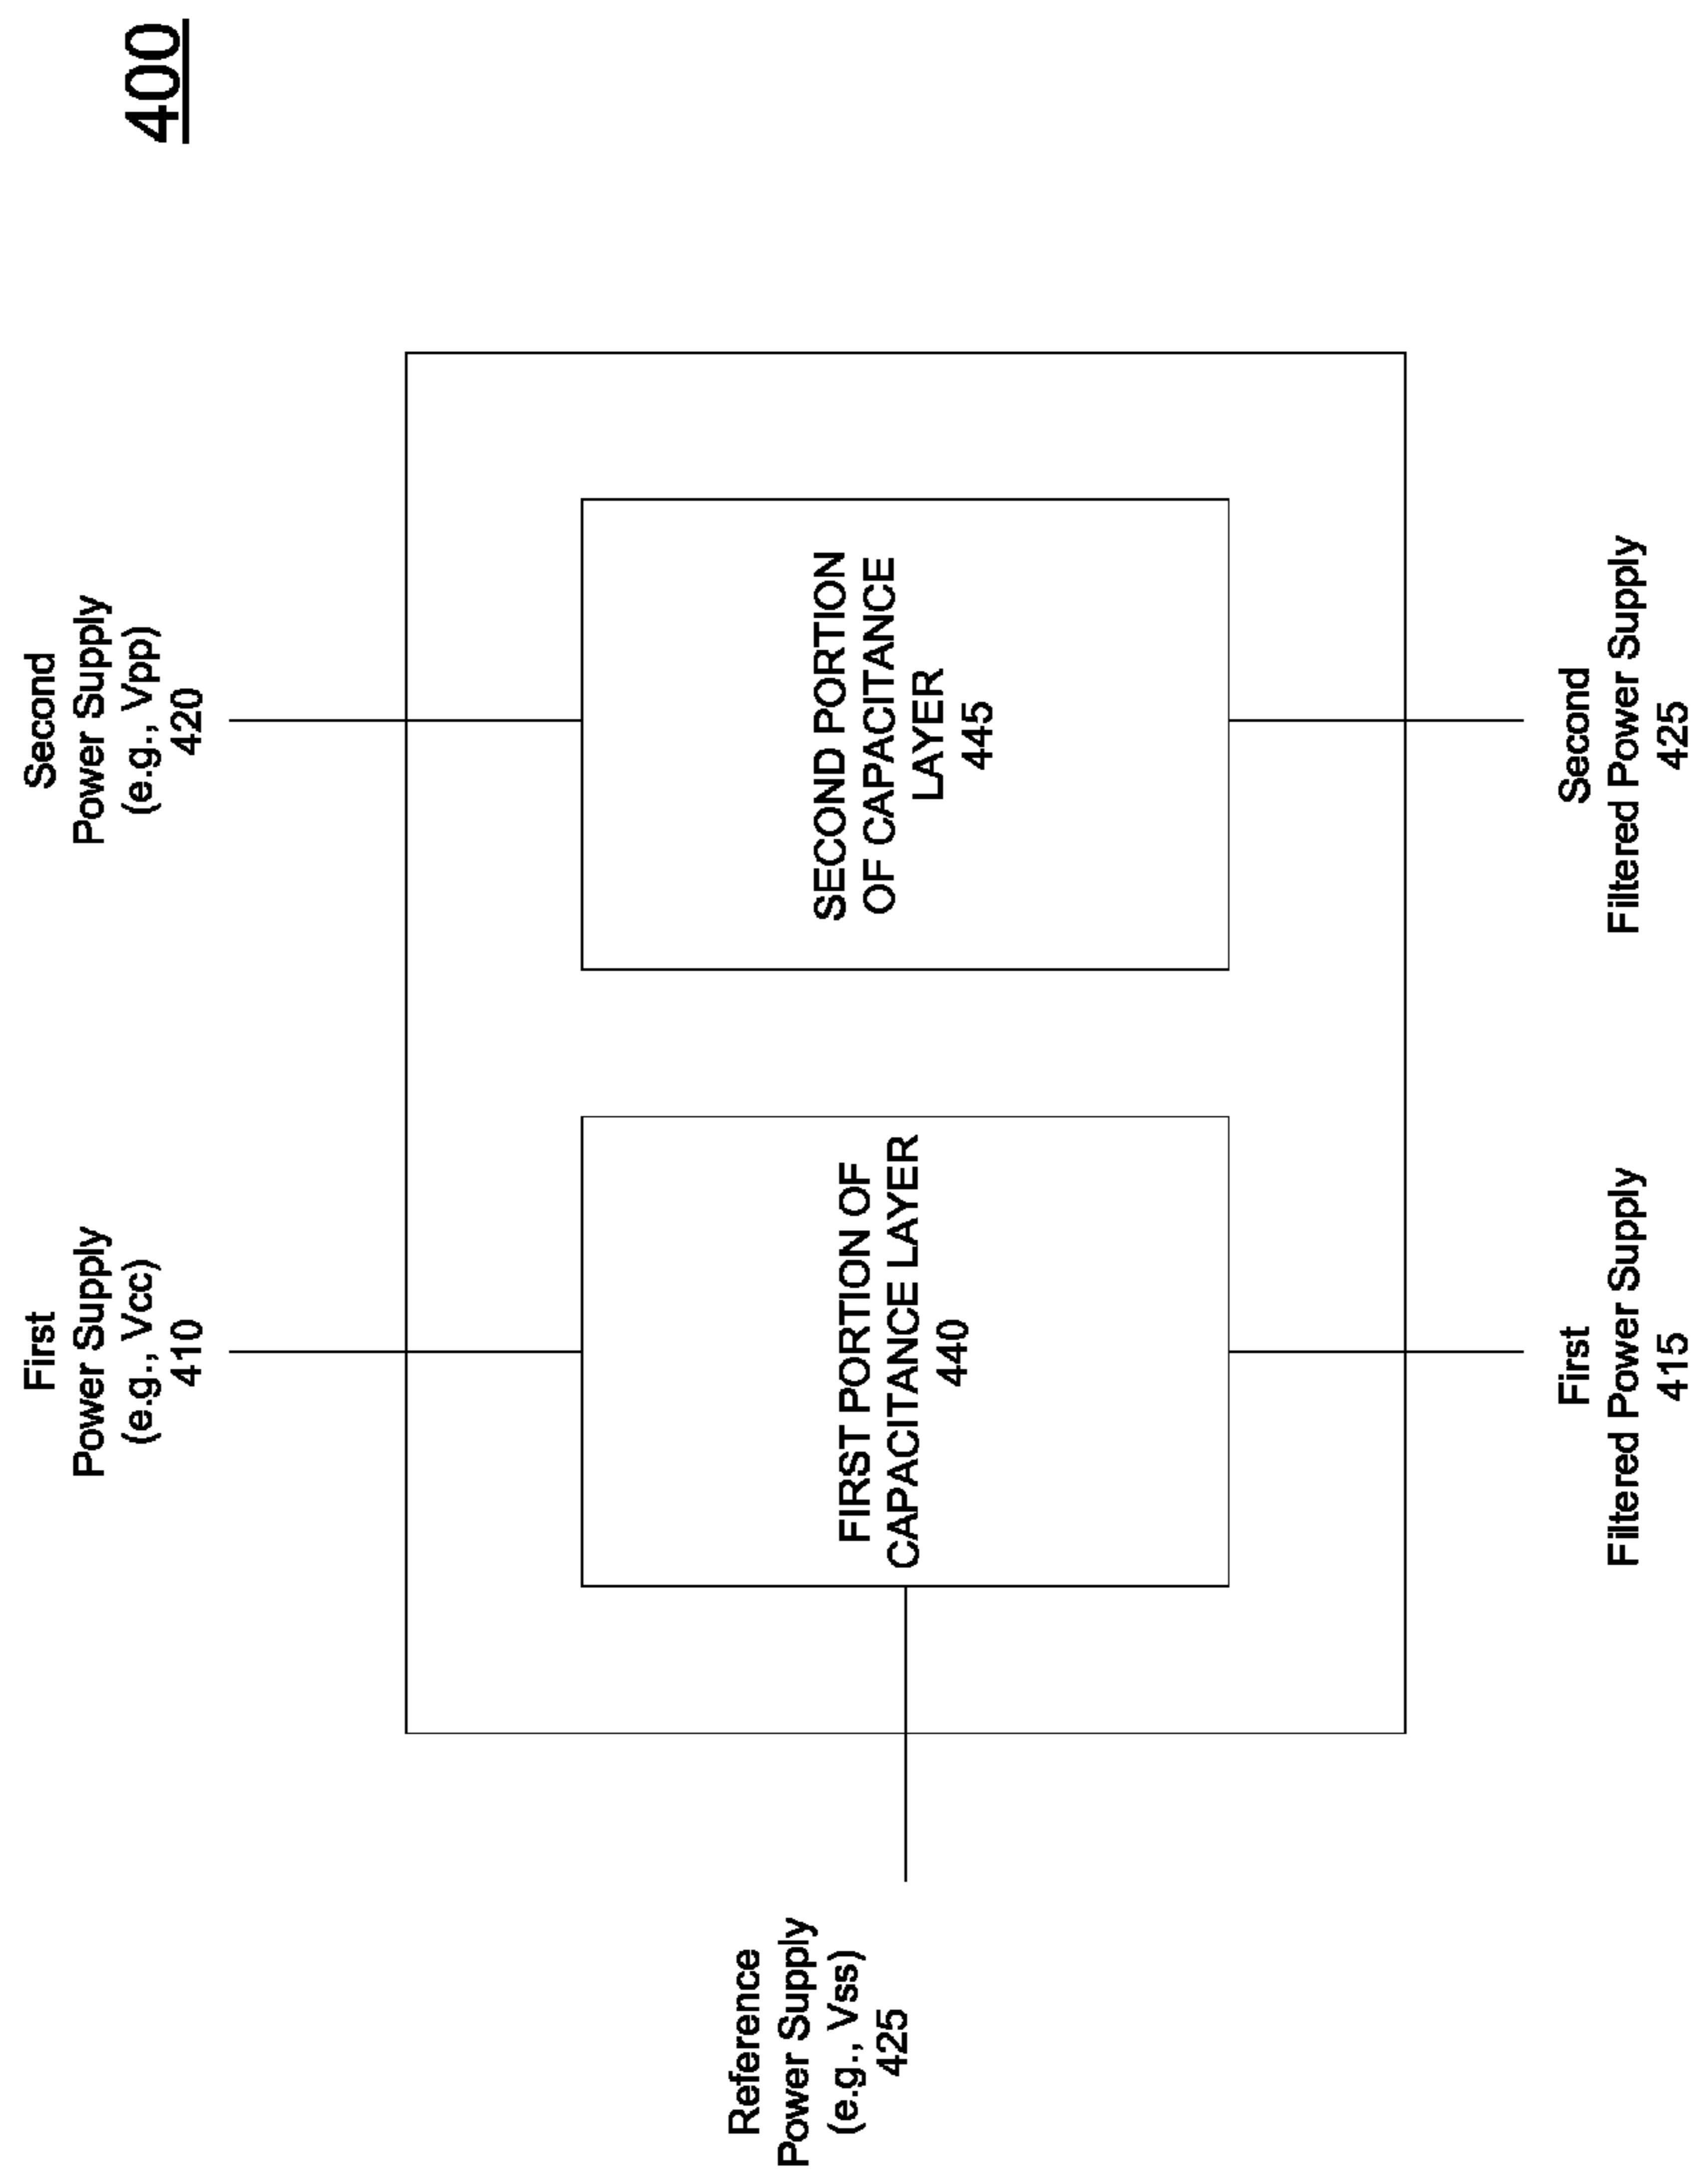 400
First
Power Supply
(e.g., Vcc)
410
Second
Power Supply
(e.g., Vpp)
420
Reference
Power Supply
(e.g., Vss)
425
FIRST PORTION OF
CAPACITANCE LAYER
440
SECOND PORTION
OF CAPACITANCE
LAYER
445
First
Filtered Power Supply
415
Second
Filtered Power Supply
425